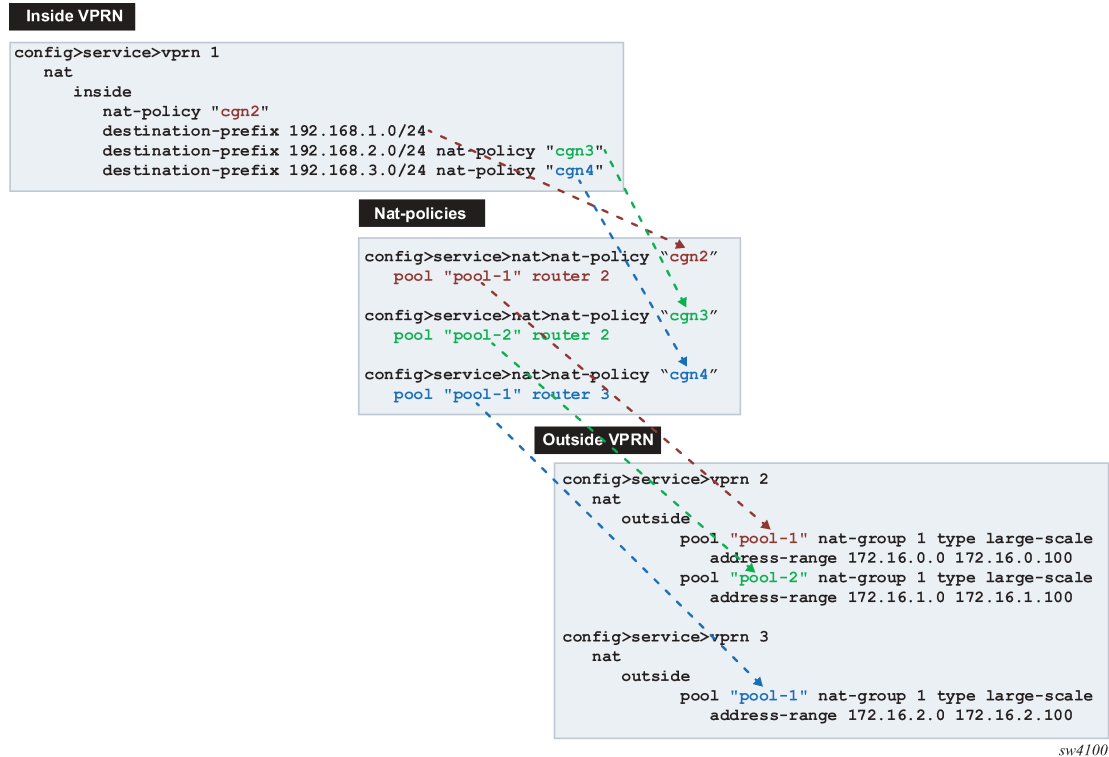 Inside VPRN
config>service>vprn 1
nat
inside
nat-policy "cgn2"
destination-prefix 192.168.1.0/24
destination-prefix 192.168.2.0/24 nat-policy "cgn3"
destination-prefix 192.168.3.0/24 nat-policy "cgn4"
Nat-policies
config>service>nat>nat-policy “cgn2”
pool "pool-1" router 2
config>service>nat>nat-policy “cgn3”
pool "pool-2" router 2
config>service>nat>nat-policy “cgn4”
pool "pool-1" router 3
Outside VPRN
config>service>vprn 2
nat
outside
pool "pool-1" nat-group 1 type large-scale
address-range 172.16.0.0 172.16.0.100
pool "pool-2" nat-group 1 type large-scale
address-range 172.16.1.0 172.16.1.100
config>service>vprn 3
nat
outside
pool "pool-1" nat-group 1 type large-scale
address-range 172.16.2.0 172.16.2.100
sw4100